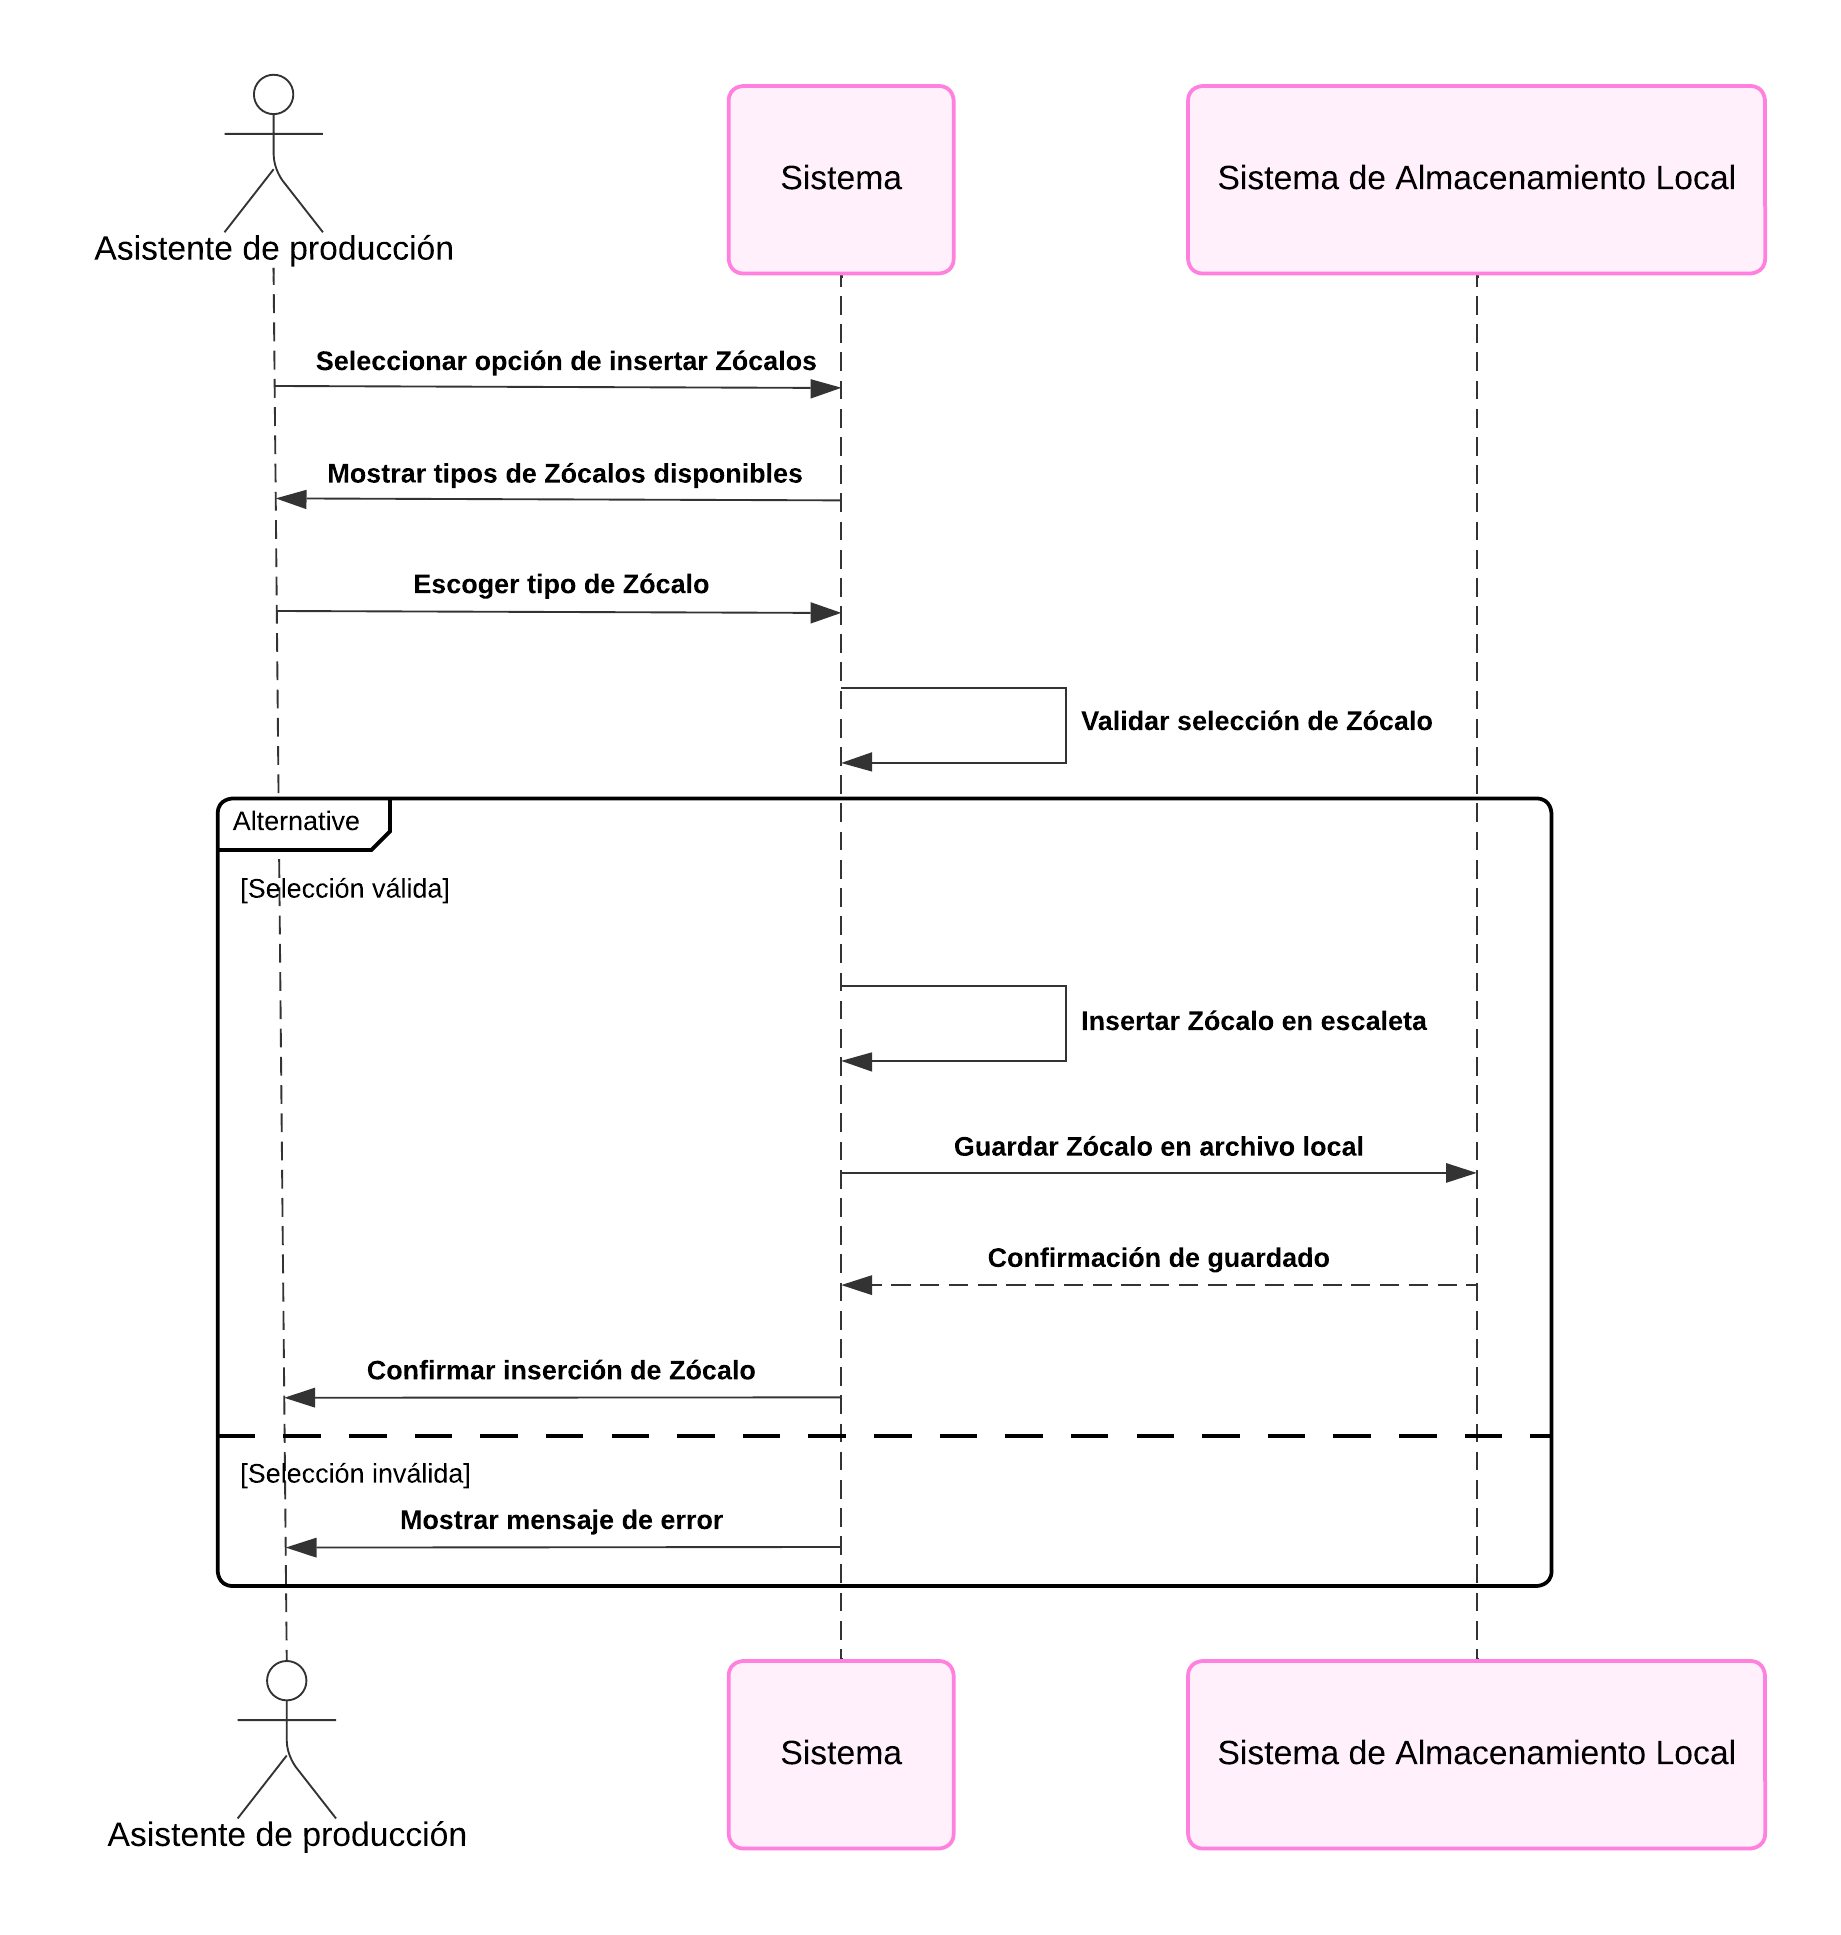 Asistente de producción
Sistema
Sistema de Almacenamiento Local
Seleccionar opción de insertar Zócalos
Mostrar tipos de Zócalos disponibles
Escoger tipo de Zócalo
Validar selección de Zócalo
Alternative
[Selección válida]
Insertar Zócalo en escaleta
Guardar Zócalo en archivo local
Confirmación de guardado
Confirmar inserción de Zócalo
[Selección inválida]
Mostrar mensaje de error
Asistente de producción
Sistema
Sistema de Almacenamiento Local